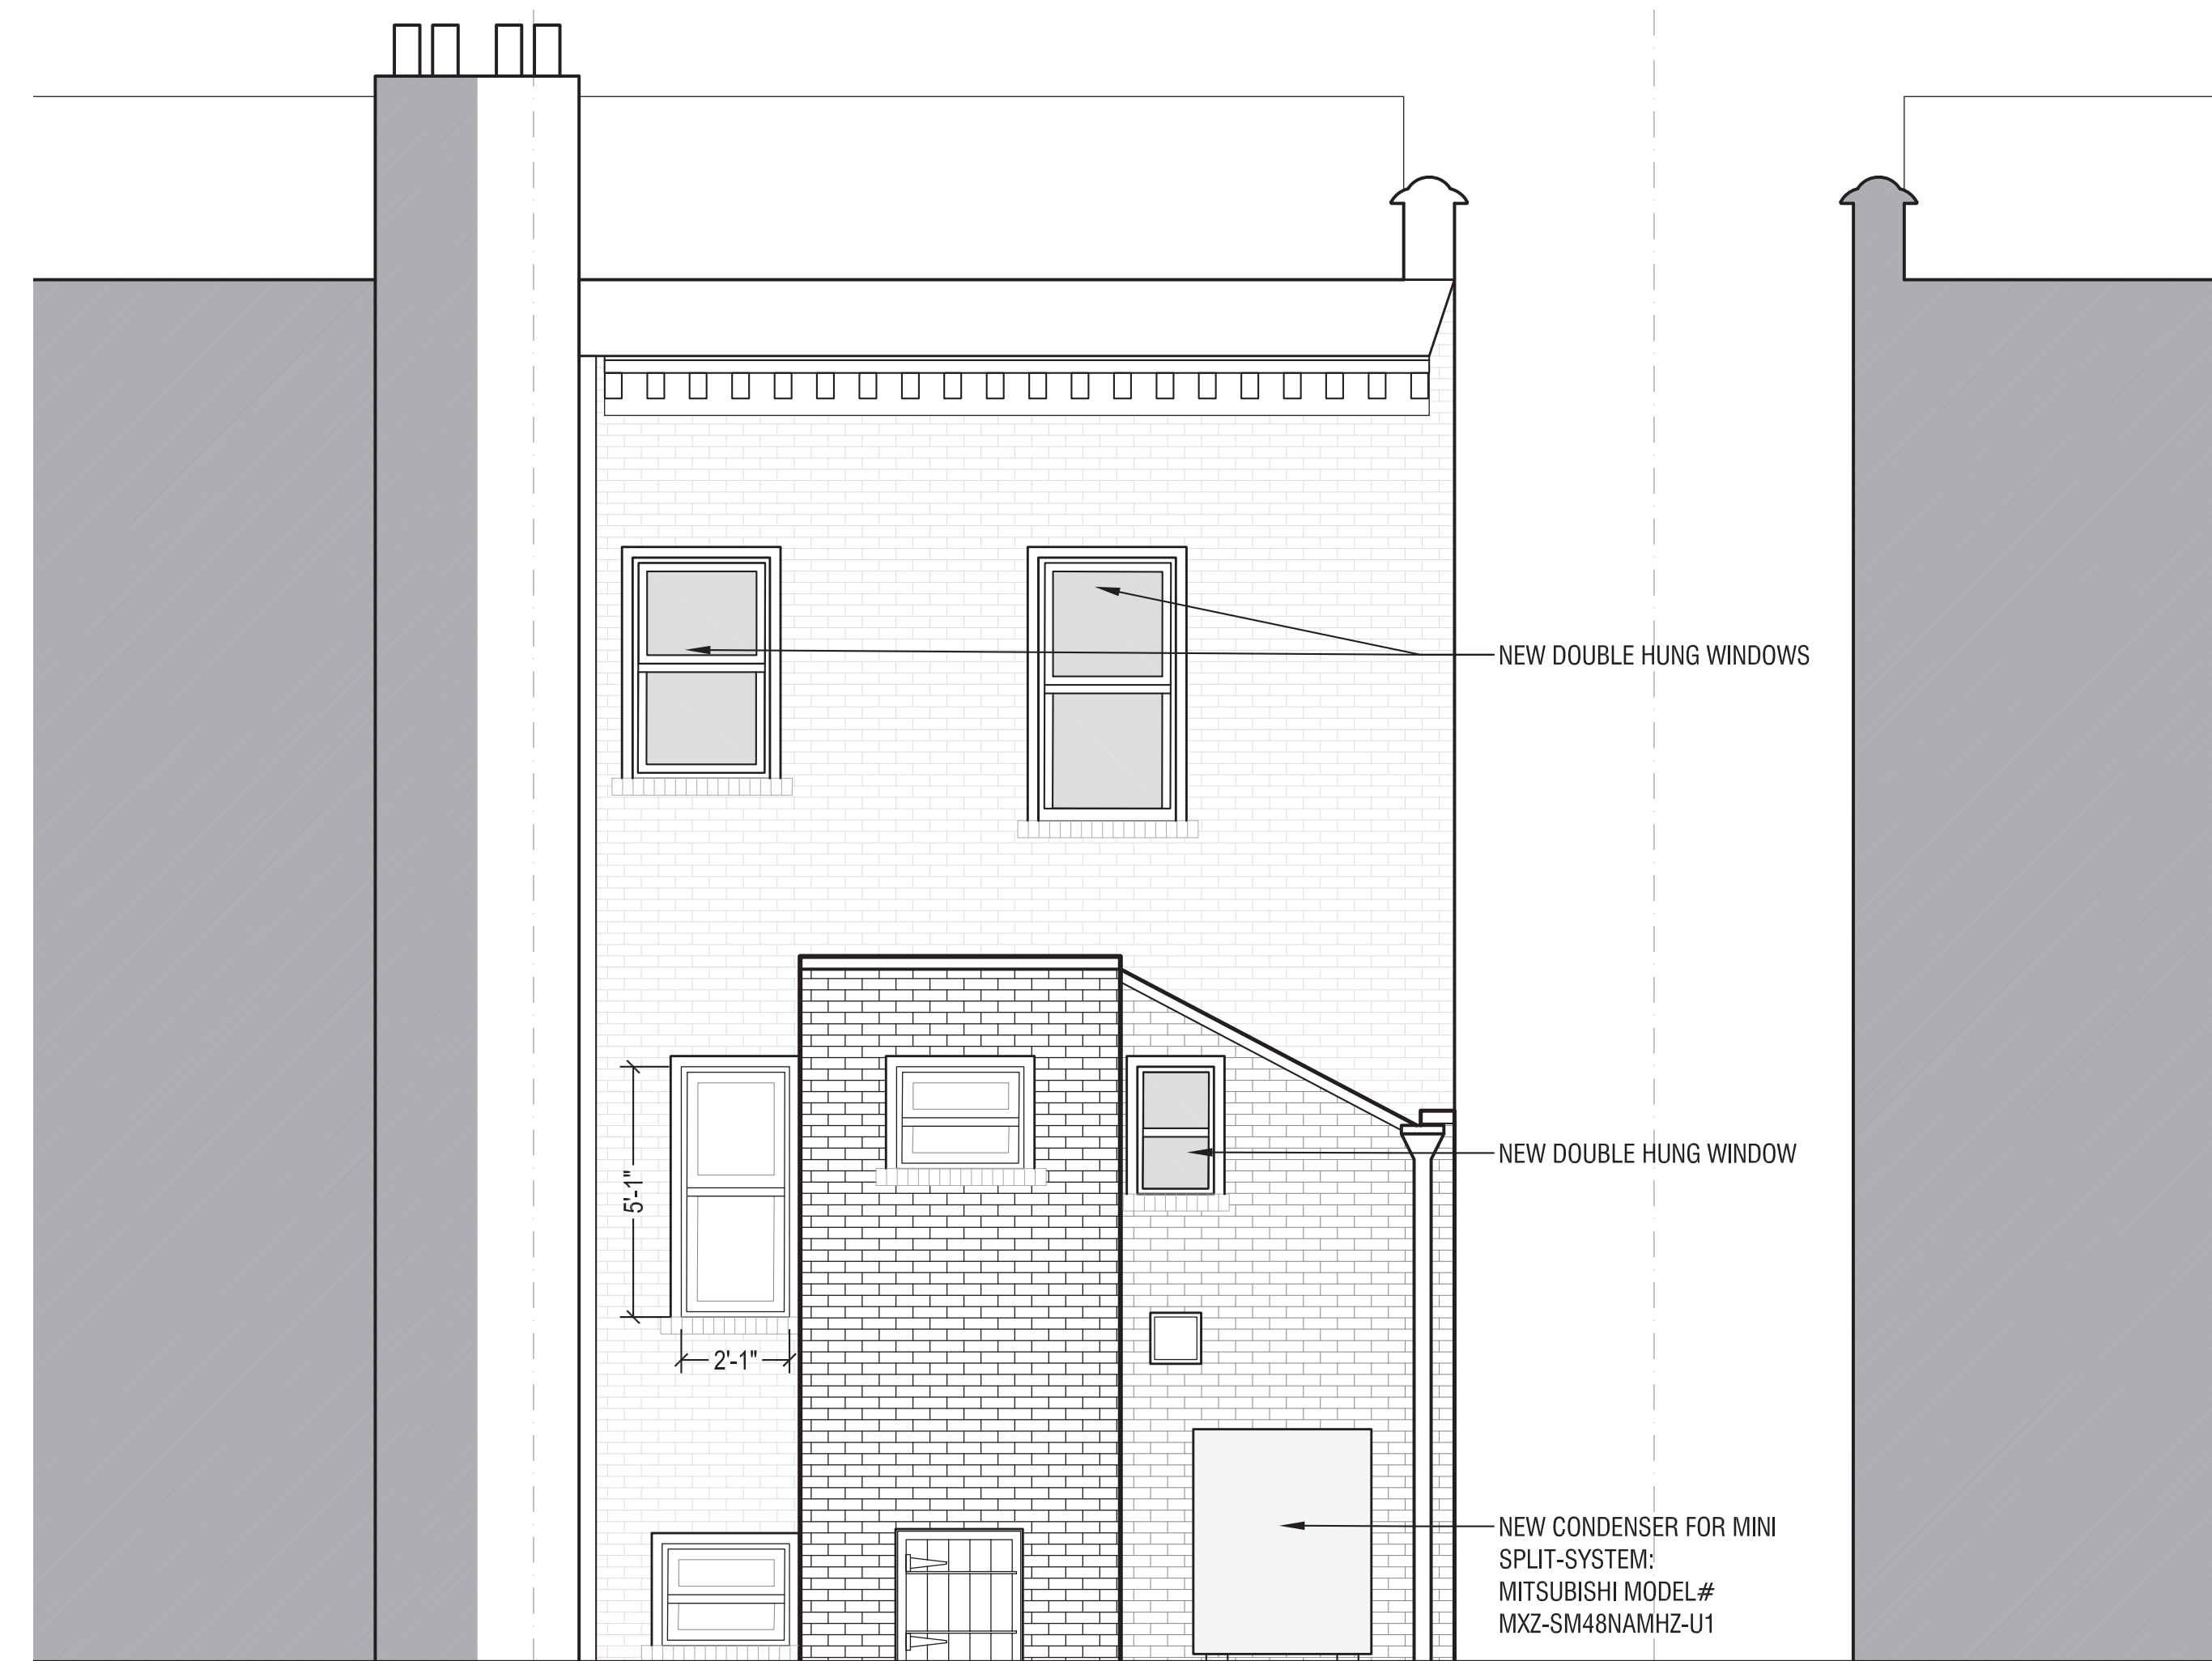 NEW DOUBLE HUNG WINDOWS
NEW DOUBLE HUNG WINDOW
5'-1"
2'-1"
NEW CONDENSER FOR MINI
SPLIT-SYSTEM:
MITSUBISHI MODEL#
MXZ-SM48NAMHZ-U1